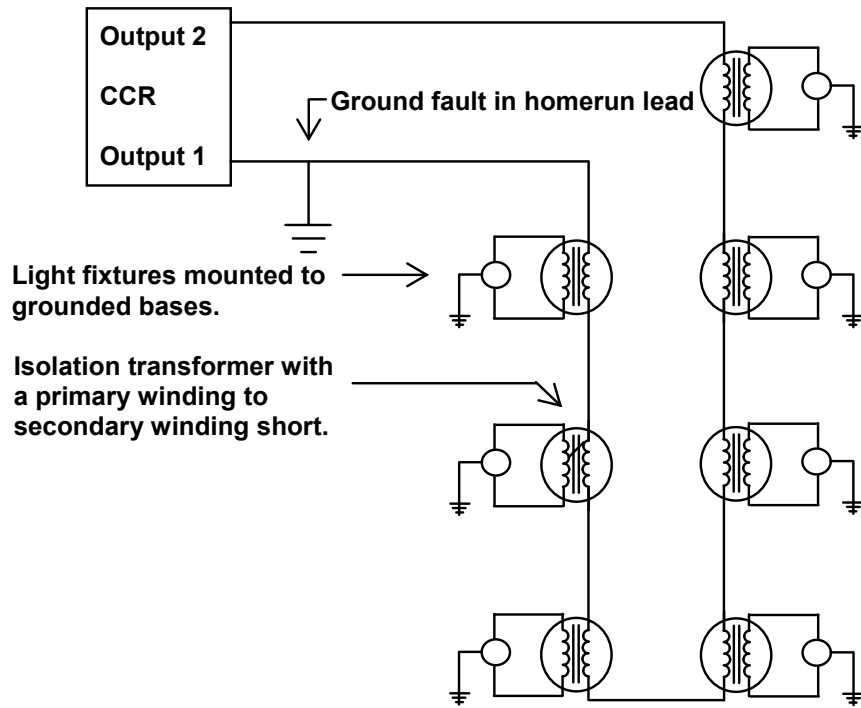 Output 2
CCR
Ground fault in homerun lead
Output 1
Light fixtures mounted to
grounded bases.
Isolation transformer with
a primary winding to
secondary winding short.